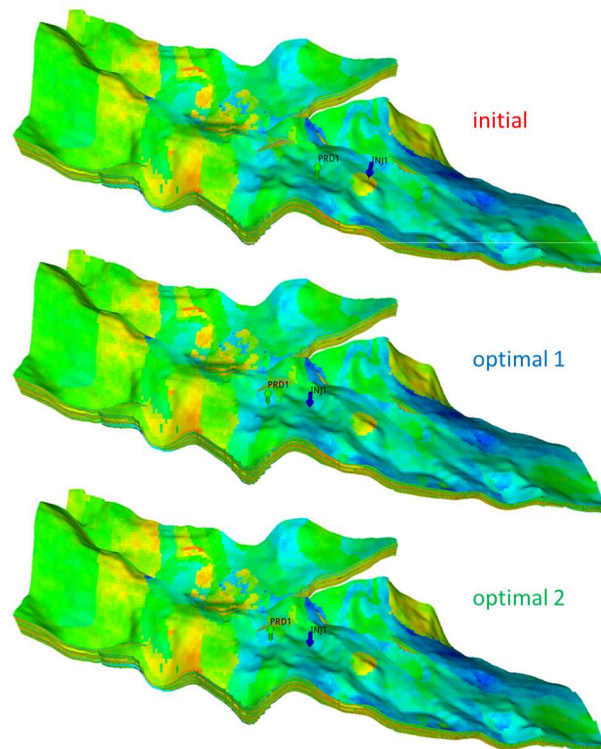 initial
PRD1
INJ1
optimal 1
PRD1
INJ1
optimal 2
PRD1
INJ1